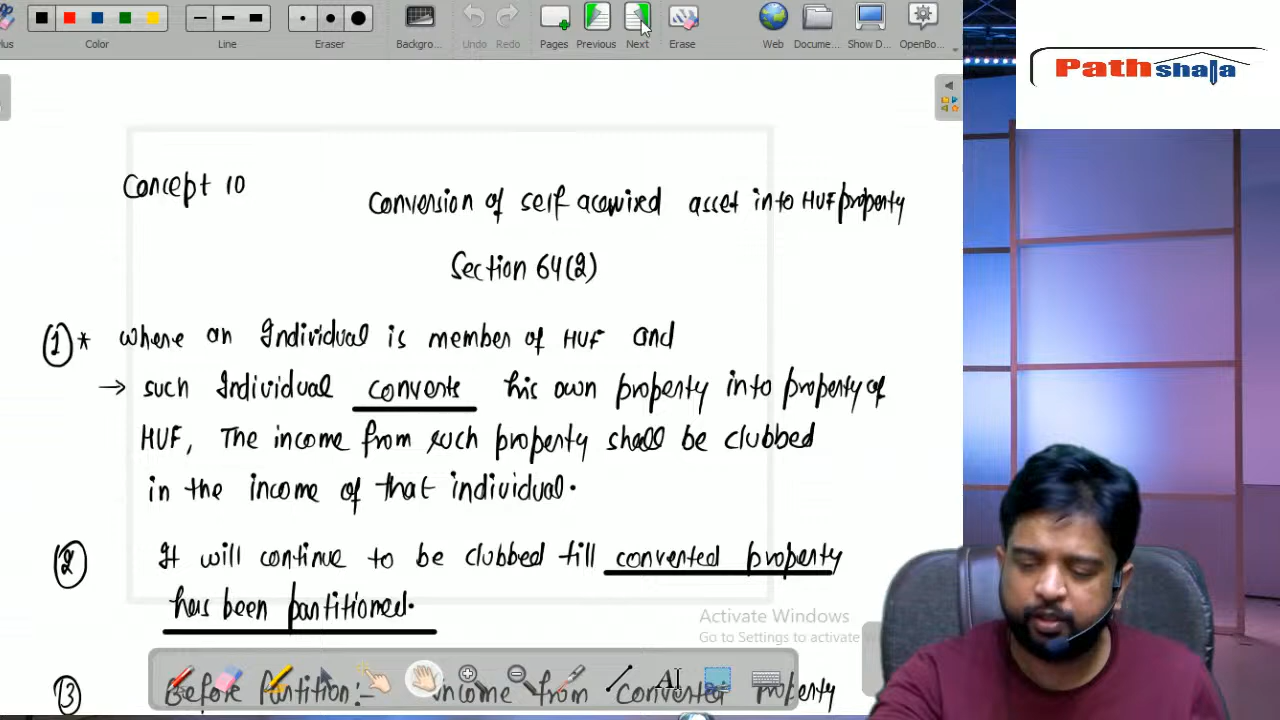 Color
Line
Eraser
Backgro...
Undo
Redo
Pages
Previous
Next
Erase
Web
Docume...
Show D...
OpenBo...
Pathshala
Concept 10
Conversion of self acquired asset into HUF property
Section 64(2)
① * where an Individual is member of HUF and
→ such Individual converts his own property into property of
HUF, The income from such property shall be clubbed
in the income of that individual.
② It will continue to be clubbed till converted property
has been partitioned.
Activate Windows
Go to Settings to activate
③ Before Partition:- Income from Converted property